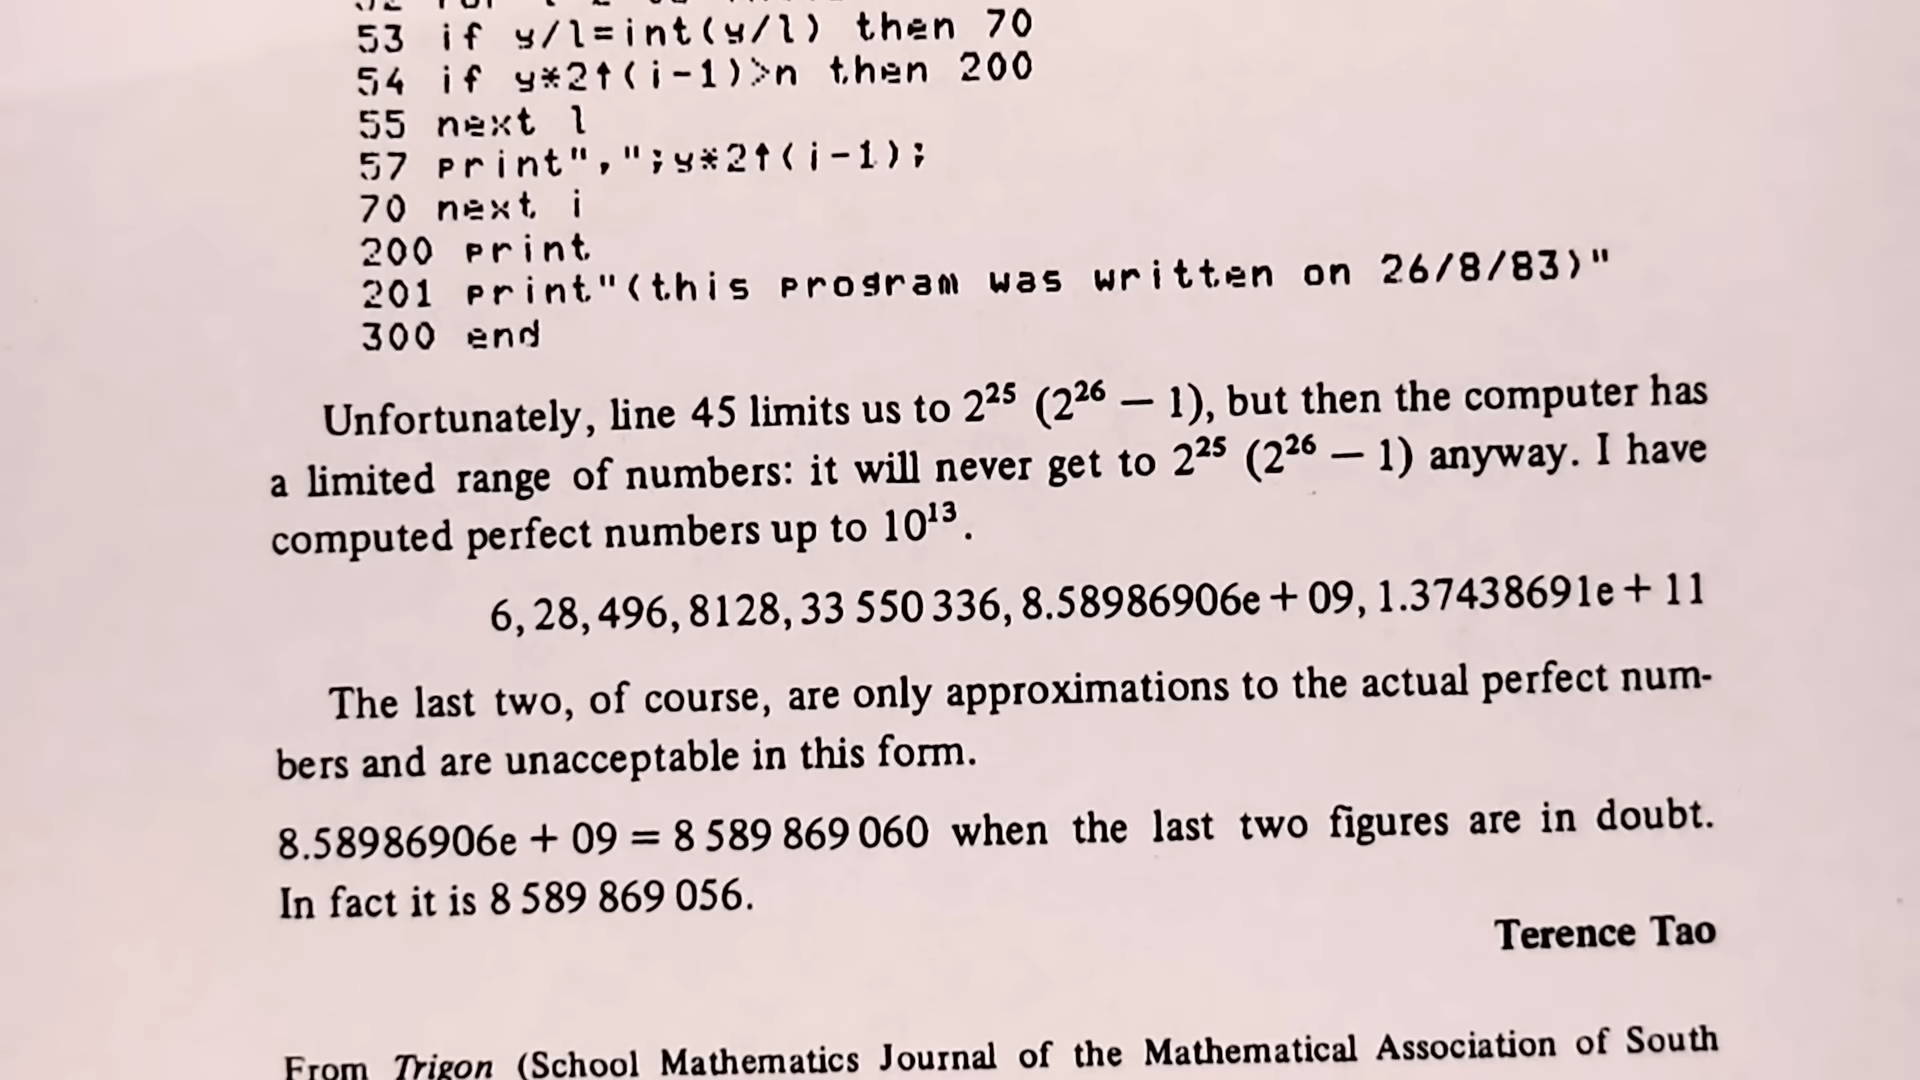 53 if y/l=int(y/l) then 70
54 if y*2↑(i-1)>n then 200
55 next l
57 print",";y*2↑(i-1);
70 next i
200 print
201 print"(this program was written on 26/8/83)"
300 end
Unfortunately, line 45 limits us to 2²⁵ (2²⁶ — 1), but then the computer has
a limited range of numbers: it will never get to 2²⁵ (2²⁶ — 1) anyway. I have
computed perfect numbers up to 10¹³.
6, 28, 496, 8128, 33 550 336, 8.58986906e + 09, 1.37438691e + 11
The last two, of course, are only approximations to the actual perfect num-
bers and are unacceptable in this form.
8.58986906e + 09 = 8 589 869 060 when the last two figures are in doubt.
In fact it is 8 589 869 056.
Terence Tao
From Trigon (School Mathematics Journal of the Mathematical Association of South